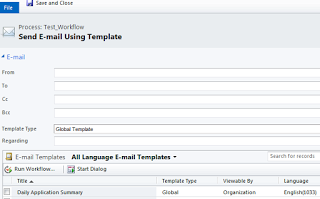 Save and Close
File
Process: Test_Workflow
Send E-mail Using Template
E-mail
From
To
Cc
Bcc
Template Type Global Template
Regarding
E-mail Templates All Language E-mail Templates Search for records
Run Workflow... Start Dialog
Title Template Type Viewable By Language
Daily Application Summary Global Organization English(1033)